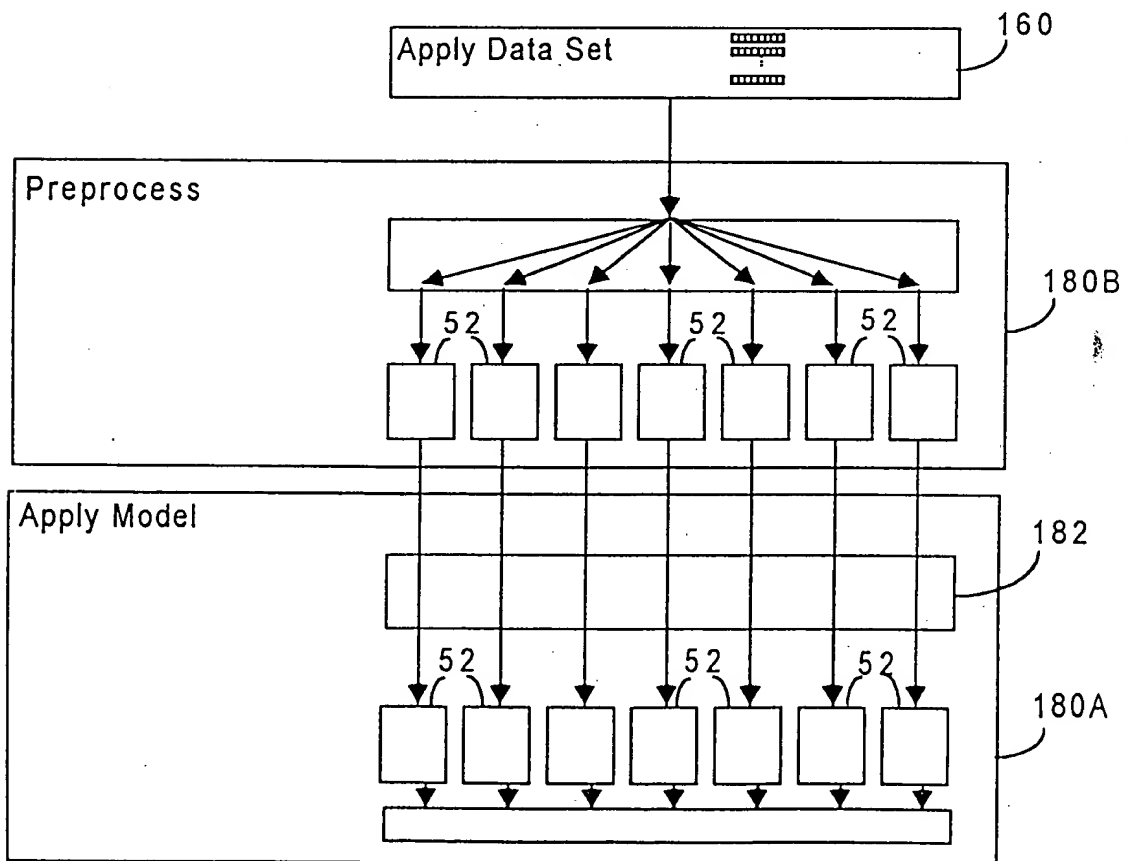 160
Apply Data Set
Preprocess
180B
52 52 52
Apply Model
182
52 52 52
180A